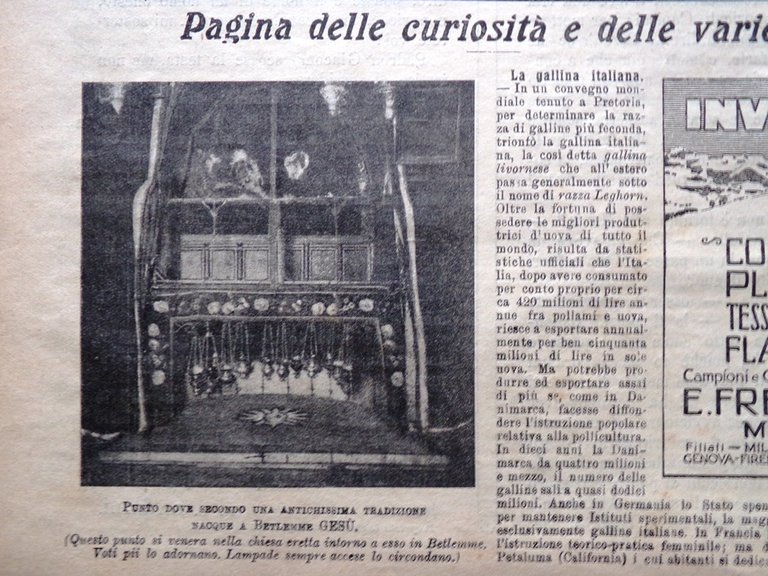 Pagina delle curiosità e delle varie
La gallina italiana.
— In un convegno mon-
diale tenuto a Pretoria,
per determinare la raz-
za di galline più feconda,
trionfò la gallina italia-
na, la così detta gallina
livornese che all'estero
passa generalmente sotto
il nome di razza Leghorn.
Oltre la fortuna di pos-
sedere le migliori produt-
trici d'uova di tutto il
mondo, risulta da stati-
stiche ufficiali che l'Ita-
lia, dopo avere consumato
per conto proprio per cir-
ca 420 milioni di lire an-
nue fra pollami e uova,
riesce a esportare annual-
mente per ben cinquanta
milioni di lire in sole
uova. Ma potrebbe pro-
durre ed esportare assai
di più se, come in Da-
nimarca, facesse diffon-
dere l'istruzione popolare
relativa alla pollicultura.
In dieci anni la Dani-
marca da quattro milioni
e mezzo, il numero delle
galline salì a quasi dodici
milioni. Anche in Germania lo Stato spen
per mantenere Istituti sperimentali, la mag
esclusivamente galline italiane. In Francia
l'istruzione teorico-pratica femminile; ma d
Petaluma (California) i cui abitanti si dedica
Punto dove secondo una antichissima tradizione
nacque a Betlemme GESÙ.
(Questo punto si venera nella chiesa eretta intorno a esso in Betlemme.
Voti pii lo adornano. Lampade sempre accese lo circondano.)
INV
CO
PL
TESS
FLA
Campioni e C
E. FRE
M
Filiali — MIL
GENOVA-FIREN